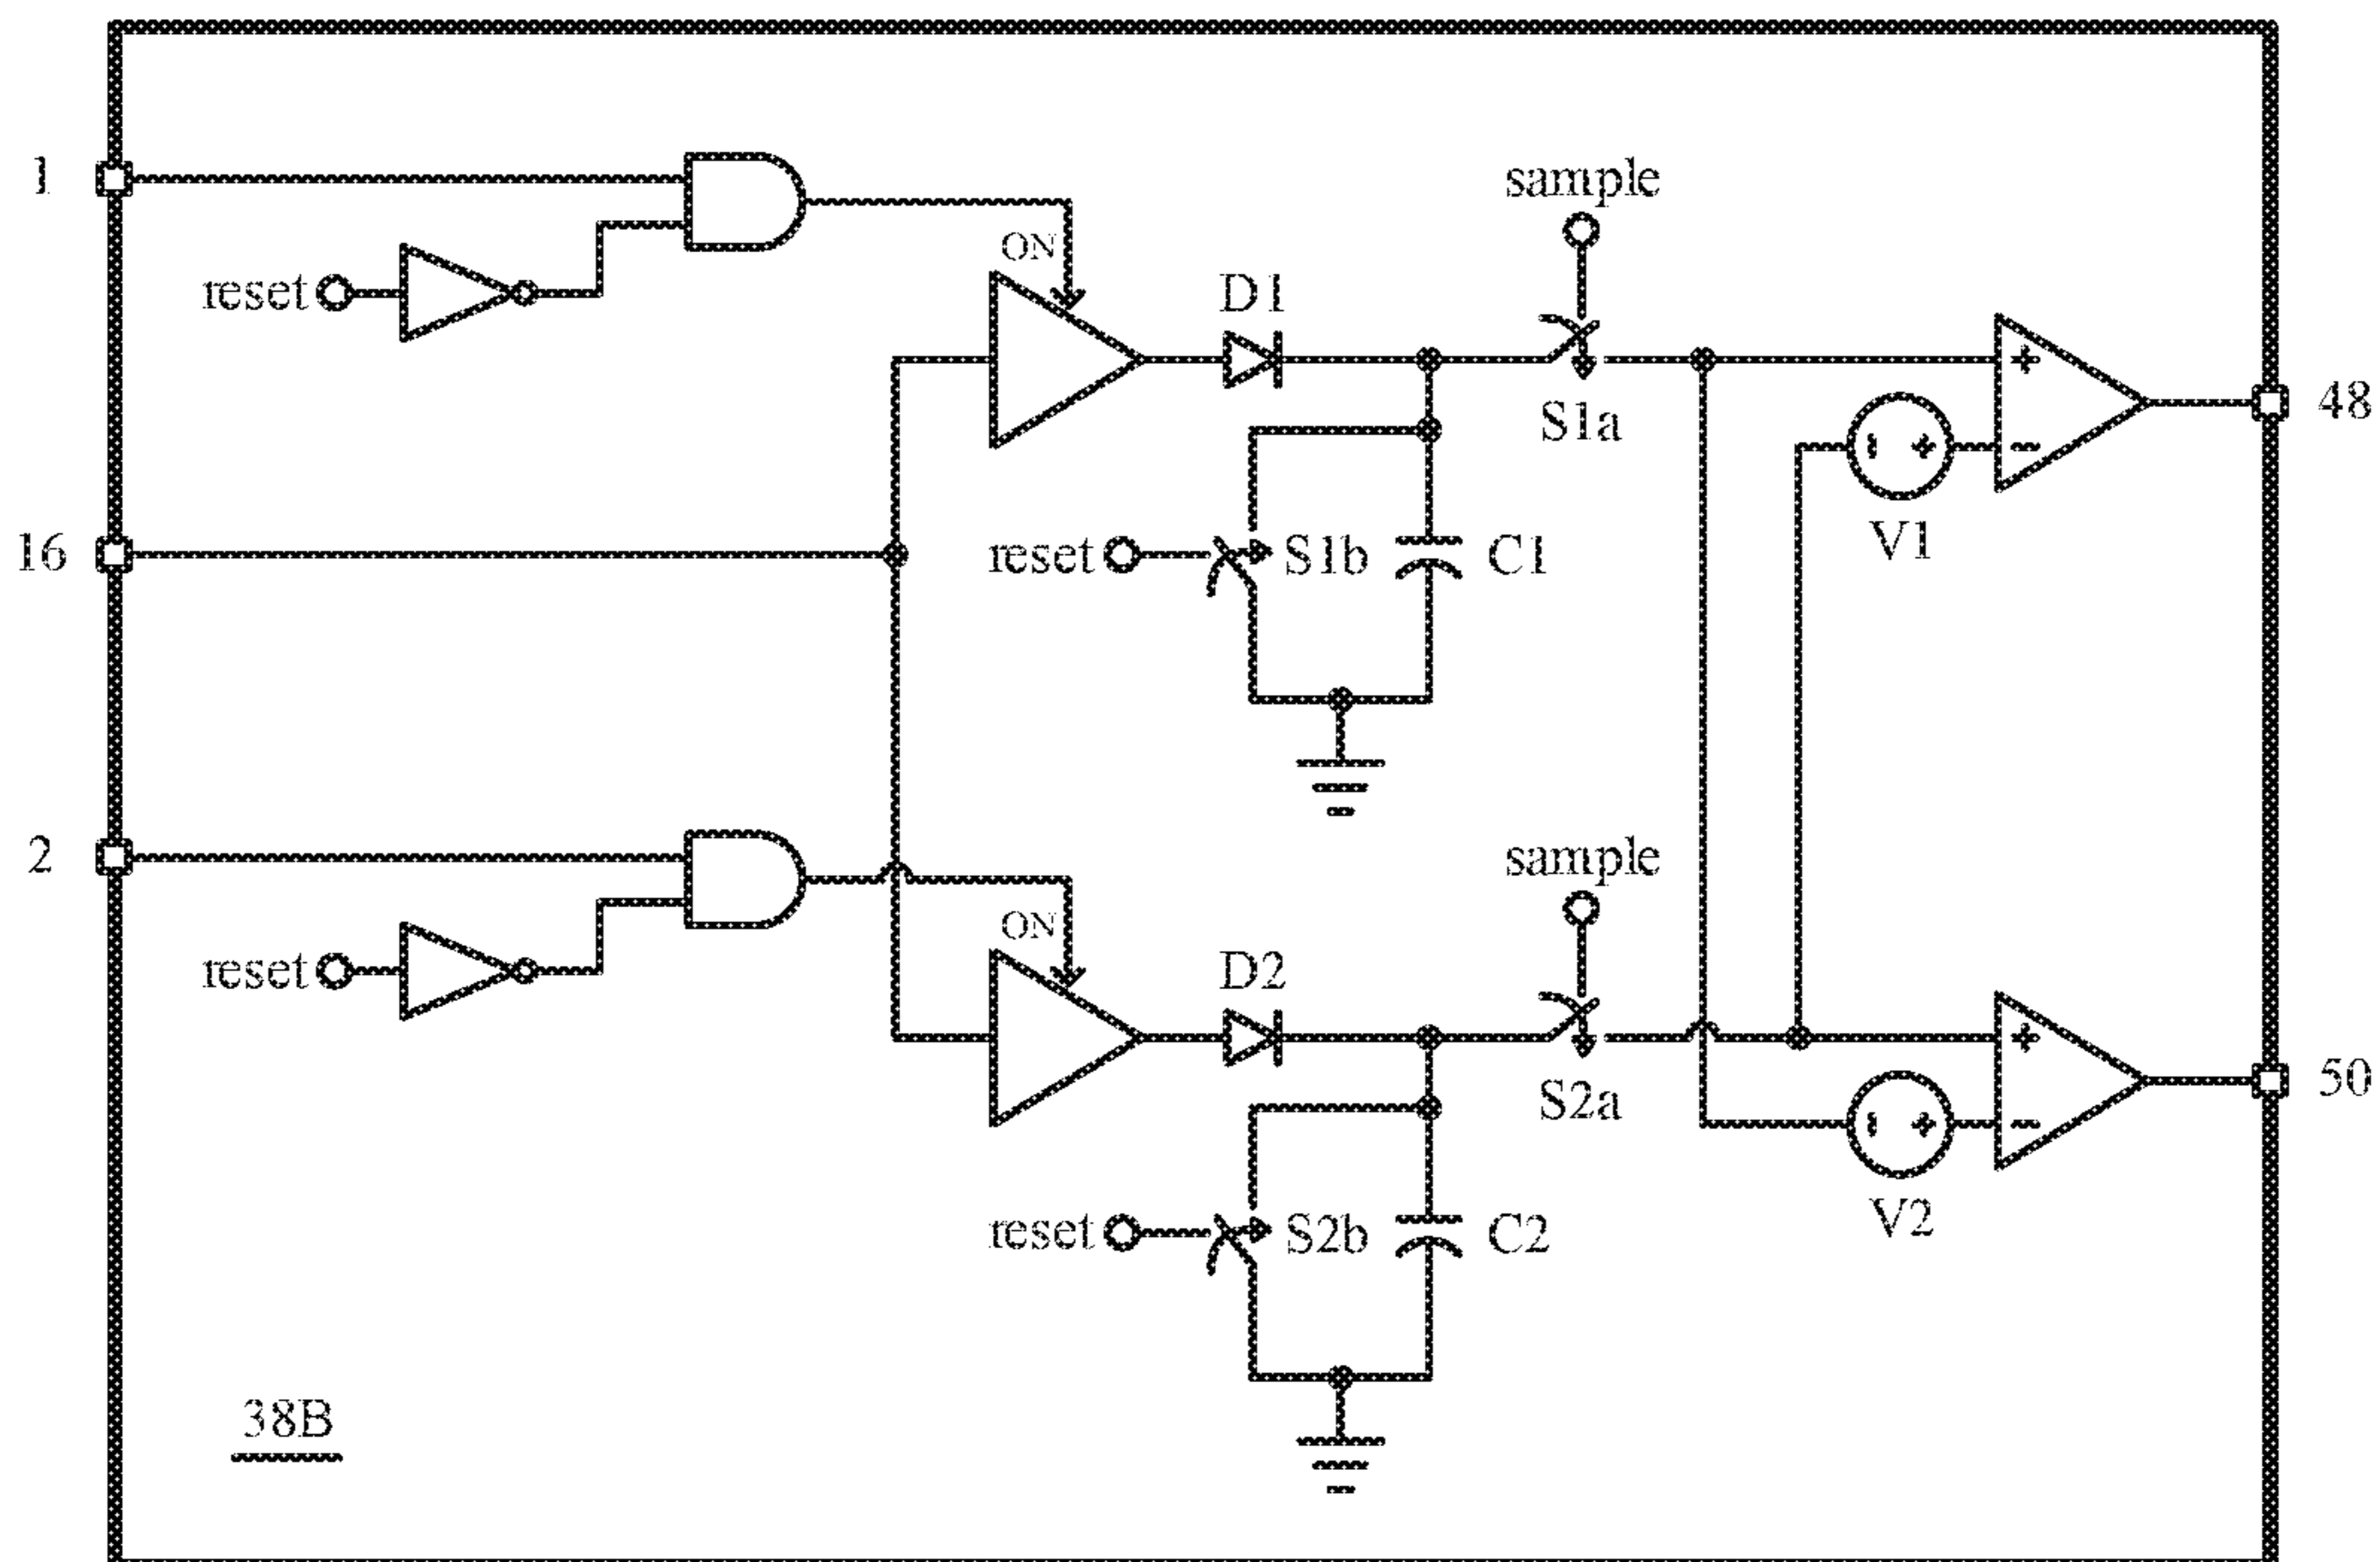 1
sample
ON
reset
D1
48
S1a
V1
16
reset
S1b
C1
2
sample
ON
reset
D2
50
S2a
V2
reset
S2b
C2
38B